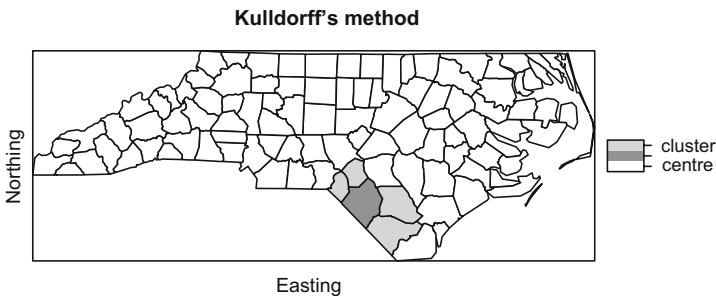 Kulldorff's method
Northing
cluster
centre
Easting